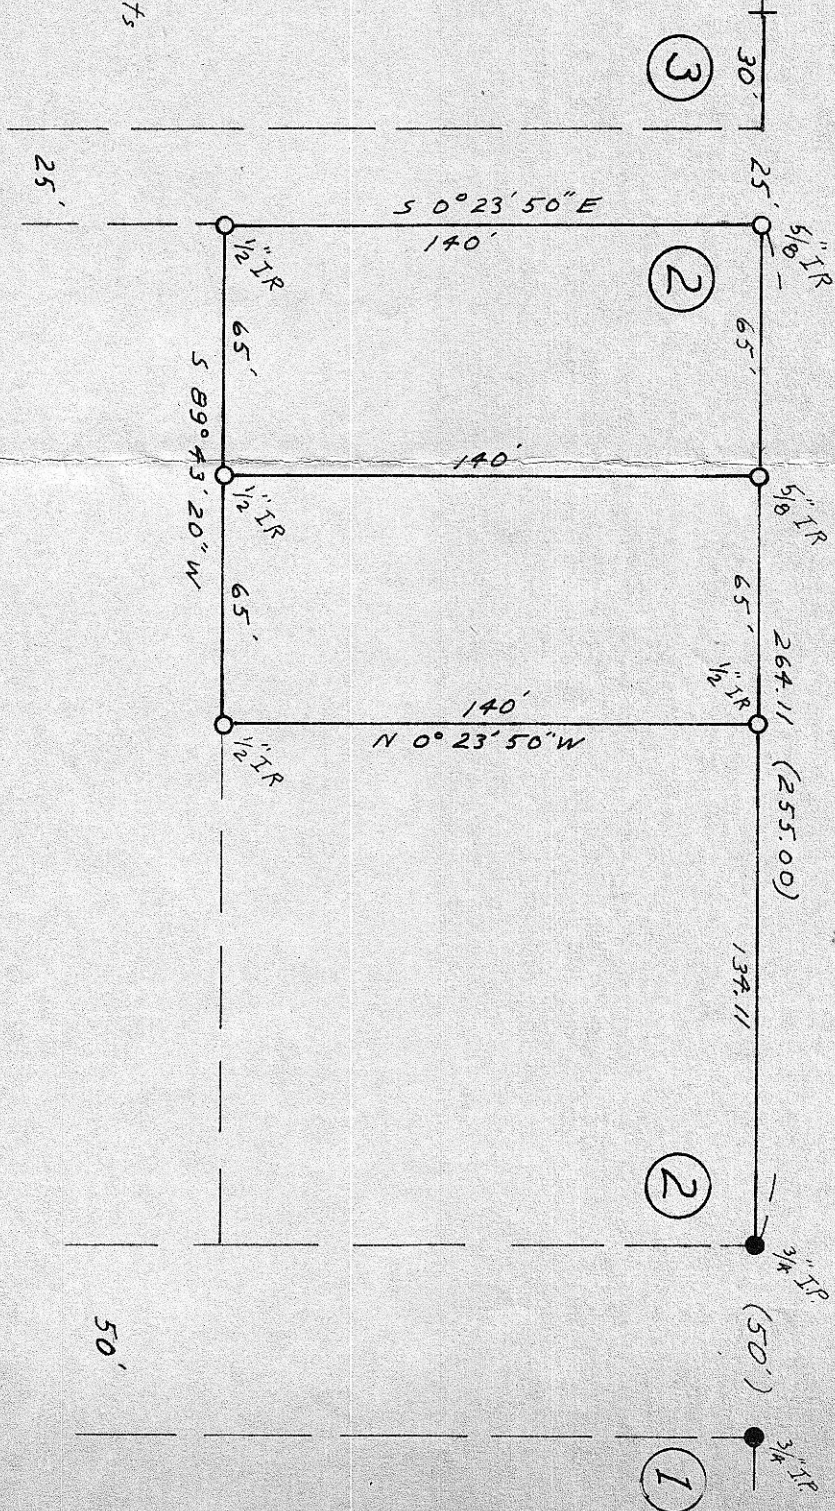 ts
3
30'
25'
25'
5/8" IR
S 0°23'50"E
140'
2
1/2" IR
65'
65'
S 89°43'20"W
140'
1/2" IR
5/8" IR
65'
65'
264.11 (255.00)
1/2" IR
140'
N 0°23'50"W
1/2" IR
134.11
2
3/4" I.P.
50'
(50')
3/4" I.P.
1